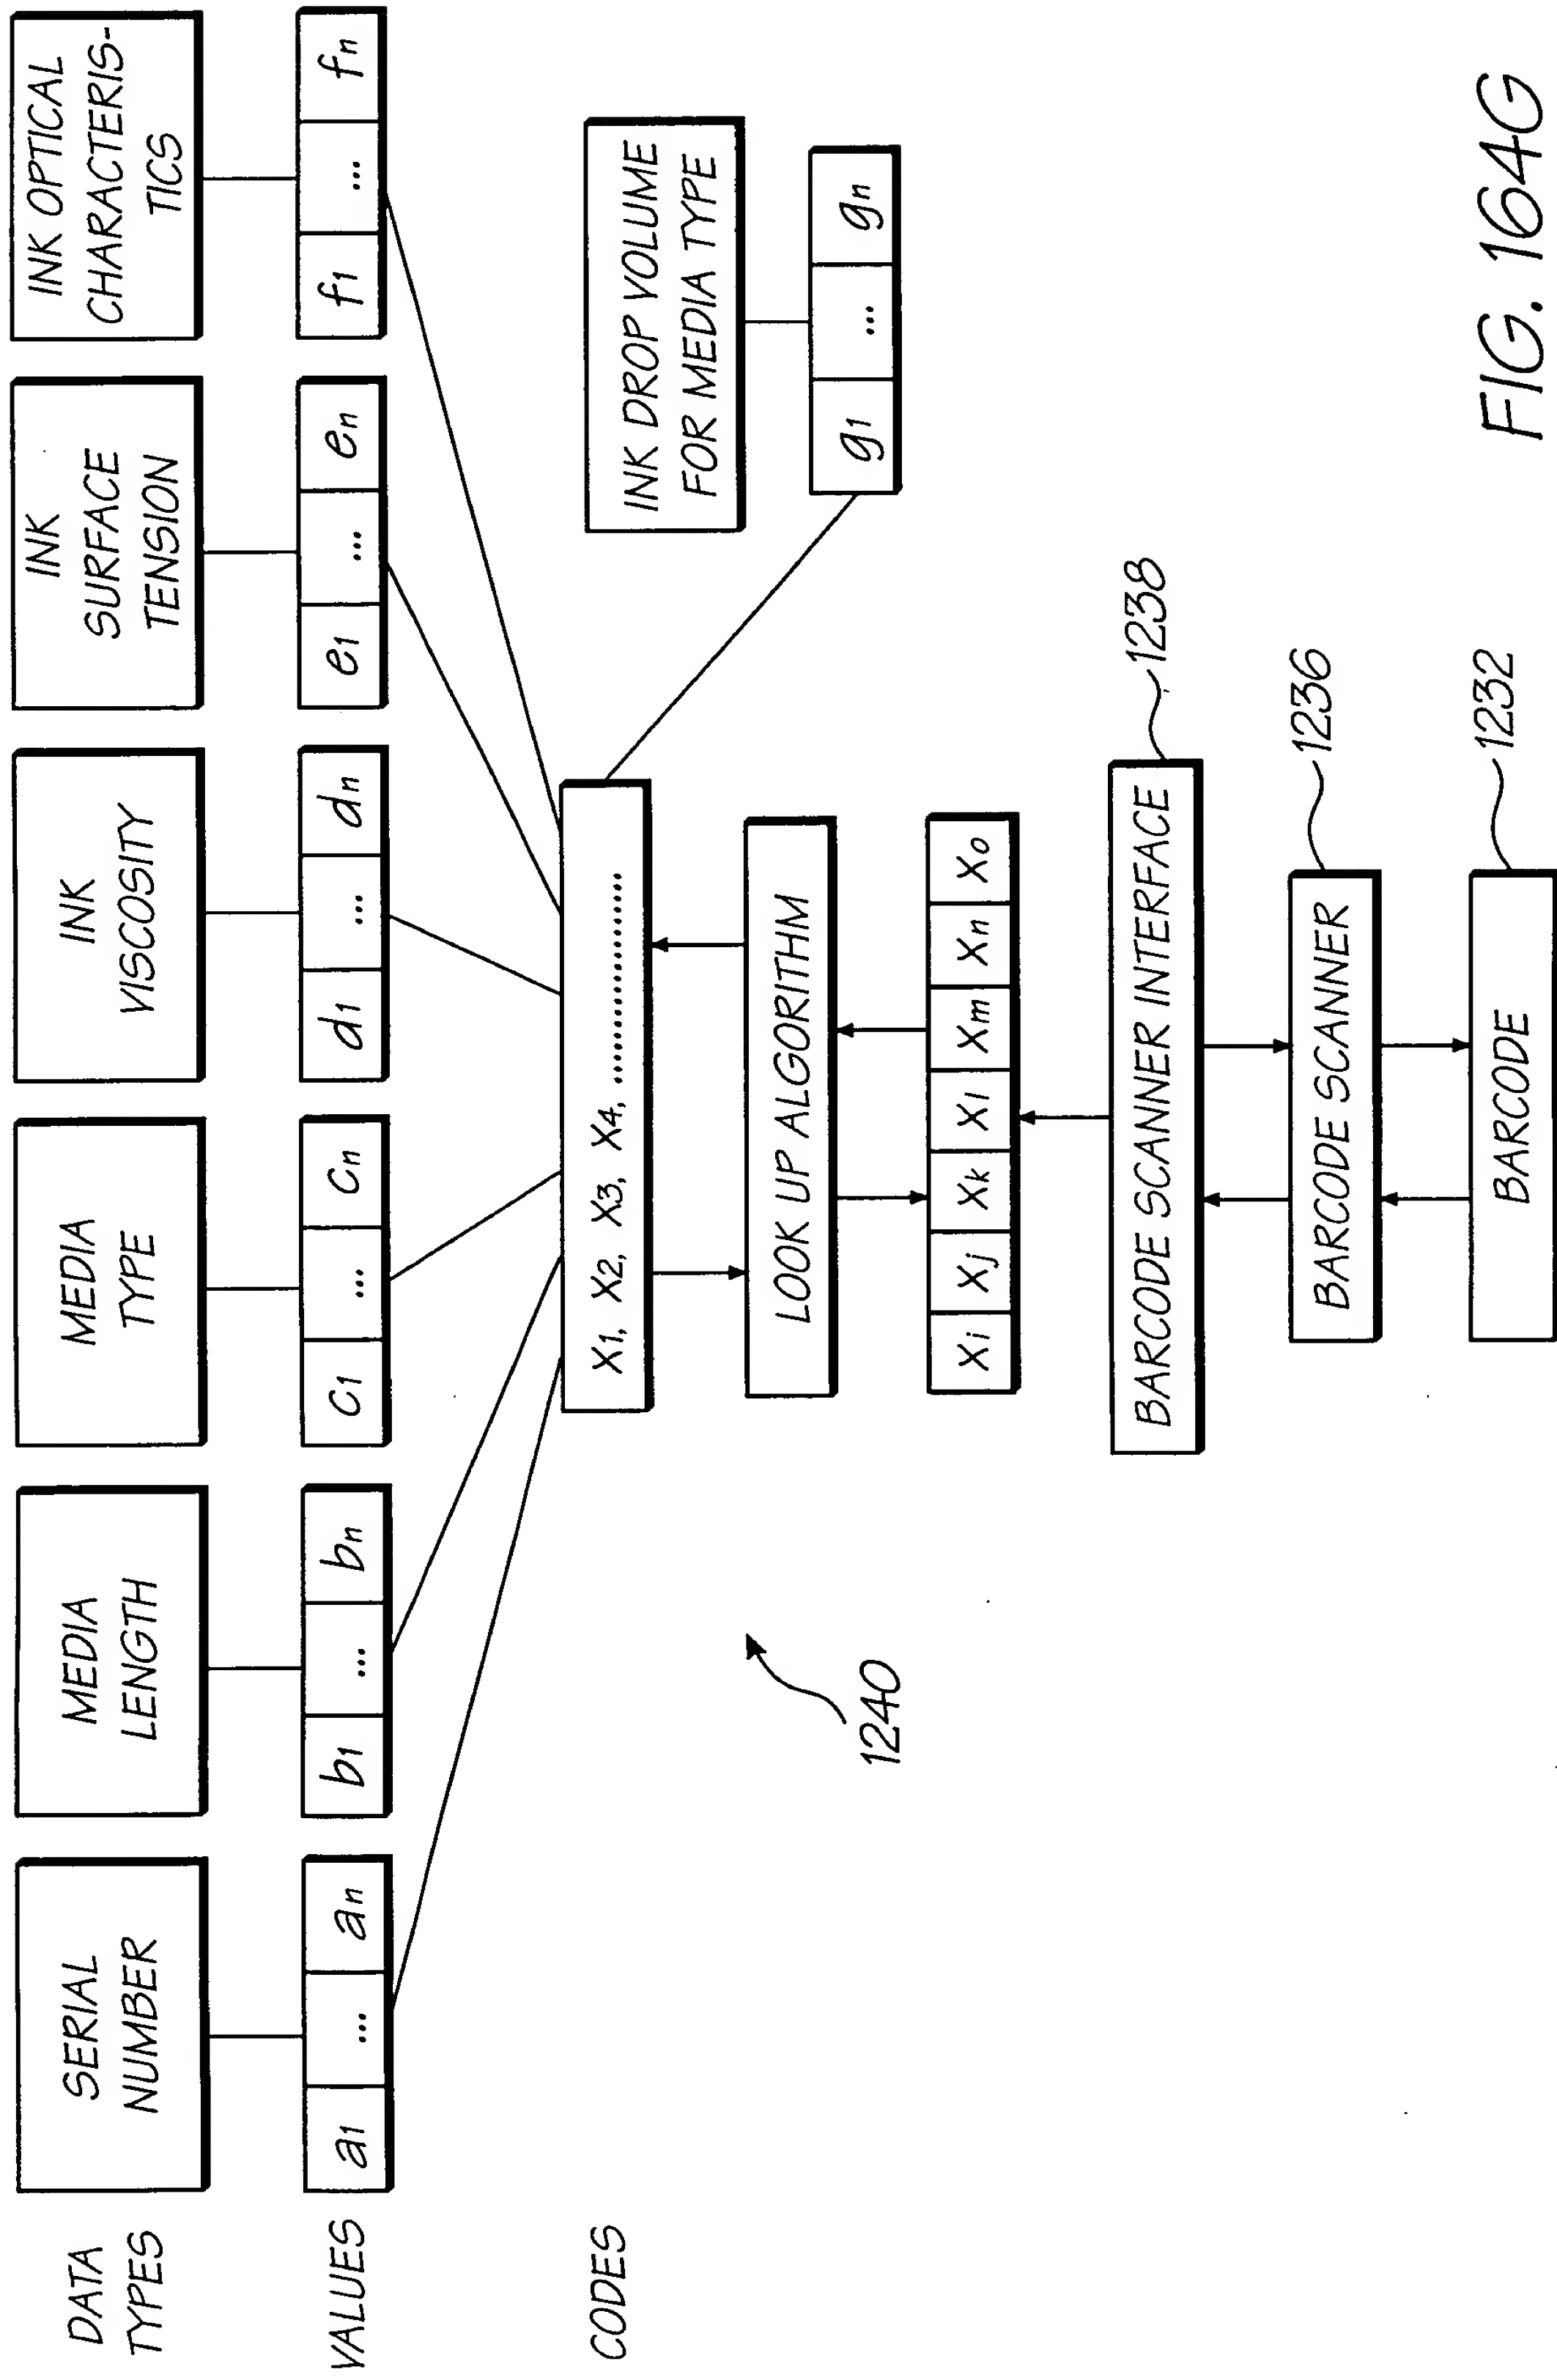 DATA
TYPES
SERIAL
NUMBER
MEDIA
LENGTH
MEDIA
TYPE
INK
VISCOSITY
INK
SURFACE
TENSION
INK OPTICAL
CHARACTERIS-
TICS
VALUES
a1 ... an
b1 ... bn
c1 ... cn
d1 ... dn
e1 ... en
f1 ... fn
CODES
X1, X2, X3, X4, ......................
INK DROP VOLUME
FOR MEDIA TYPE
g1 ... gn
LOOK UP ALGORITHM
Xi Xj Xk Xl Xm Xn Xo
1240
BARCODE SCANNER INTERFACE
1238
BARCODE SCANNER
1236
BARCODE
1232
FIG. 164G